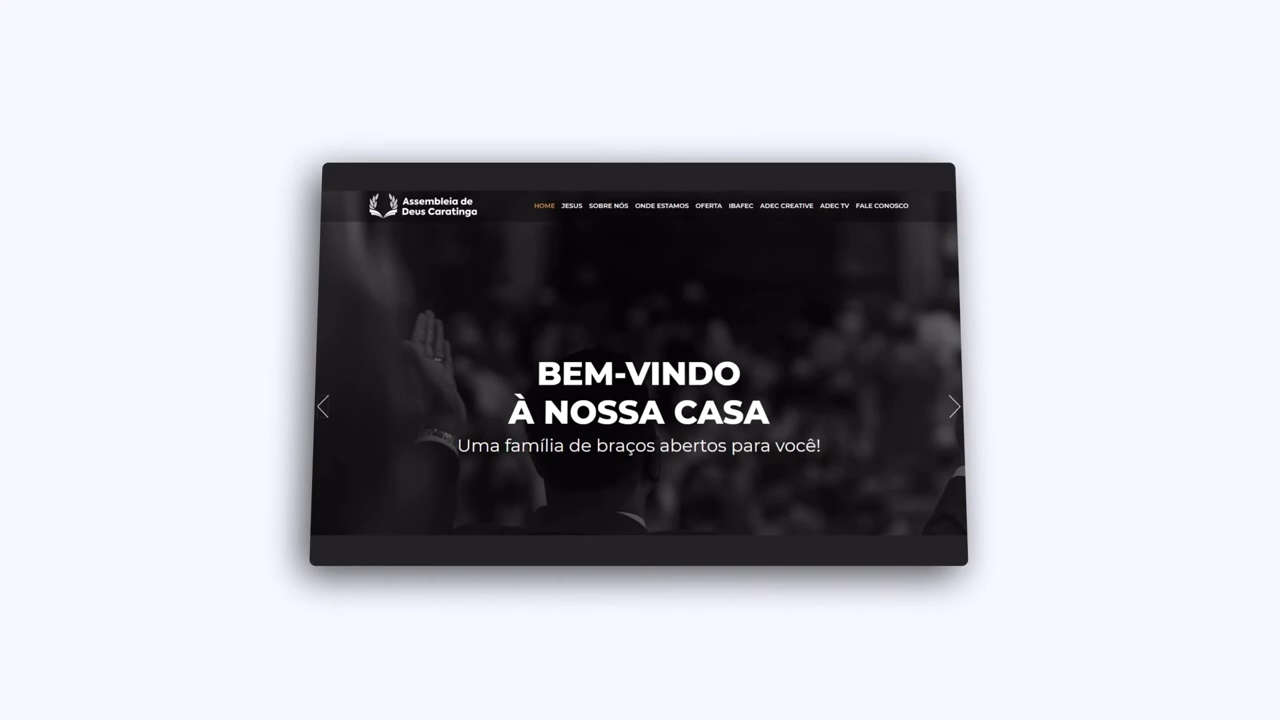 Assembleia de
Deus Caratinga
HOME JESUS SOBRE NÓS ONDE ESTAMOS OFERTA IBAFEC ADEC CREATIVE ADEC TV FALE CONOSCO
BEM-VINDO
À NOSSA CASA
Uma família de braços abertos para você!